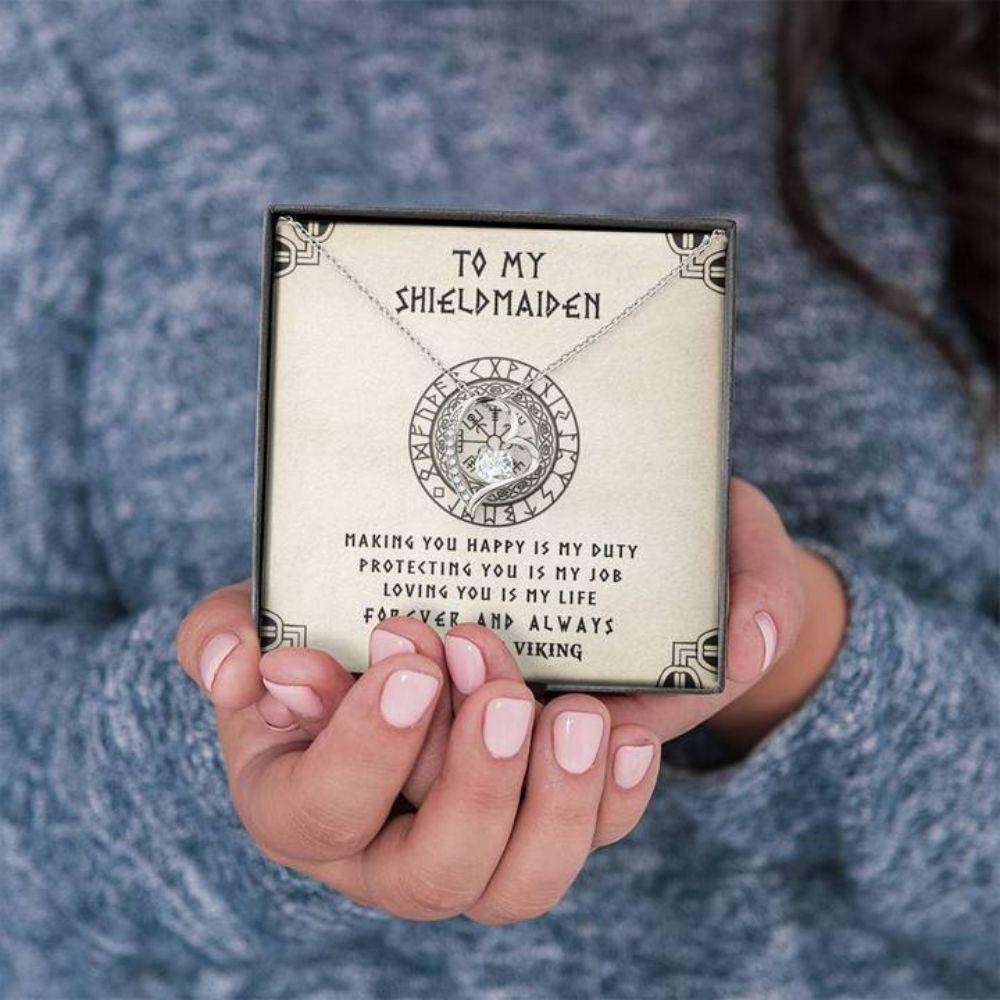 TO MY
SHIELDMAIDEN
MAKING YOU HAPPY IS MY DUTY
PROTECTING YOU IS MY JOB
LOVING YOU IS MY LIFE
FOREVER AND ALWAYS
VIKING